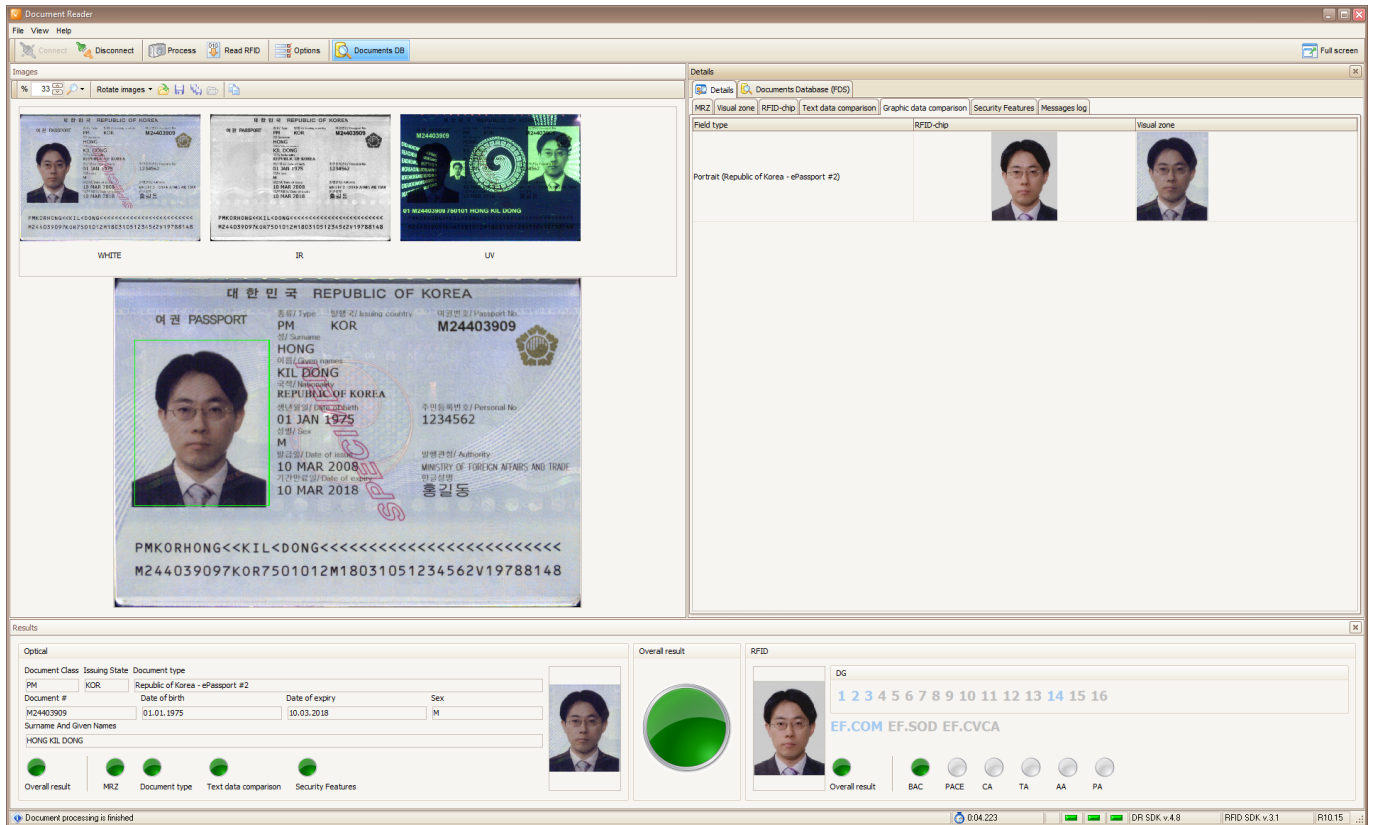 Document Reader
File View Help
Connect Disconnect Process Read RFID Options Documents DB Full screen
Images
% 33 Rotate images
WHITE IR UV
대한민국 REPUBLIC OF KOREA
여권 PASSPORT
종류/ Type 발행국/ Issuing country 여권번호/ Passport No.
PM KOR M24403909
성/ Surname
HONG
이름/ Given names
KIL DONG
국적/ Nationality
REPUBLIC OF KOREA
생년월일/ Date of birth 주민등록번호/ Personal No.
01 JAN 1975 1234562
성별/ Sex
M
발급일/ Date of issue 발행관청/ Authority
10 MAR 2008 MINISTRY OF FOREIGN AFFAIRS AND TRADE
기간만료일/ Date of expiry 한글성명
10 MAR 2018 홍길동
SPECIMEN
PMKORHONG<<KIL<DONG<<<<<<<<<<<<<<<<<<<<<<<<<
M244039097KOR7501012M18031051234562V19788148
Details
Details Documents Database (FDS)
MRZ Visual zone RFID-chip Text data comparison Graphic data comparison Security Features Messages log
Field type RFID-chip Visual zone
Portrait (Republic of Korea - ePassport #2)
Results
Optical
Document Class Issuing State Document type
PM KOR Republic of Korea - ePassport #2
Document # Date of birth Date of expiry Sex
M24403909 01.01.1975 10.03.2018 M
Surname And Given Names
HONG KIL DONG
Overall result MRZ Document type Text data comparison Security Features
Overall result
RFID
DG
1 2 3 4 5 6 7 8 9 10 11 12 13 14 15 16
EF.COM EF.SOD EF.CVCA
Overall result BAC PACE CA TA AA PA
Document processing is finished 0:04.223 DR SDK v.4.8 RFID SDK v.3.1 R10.15